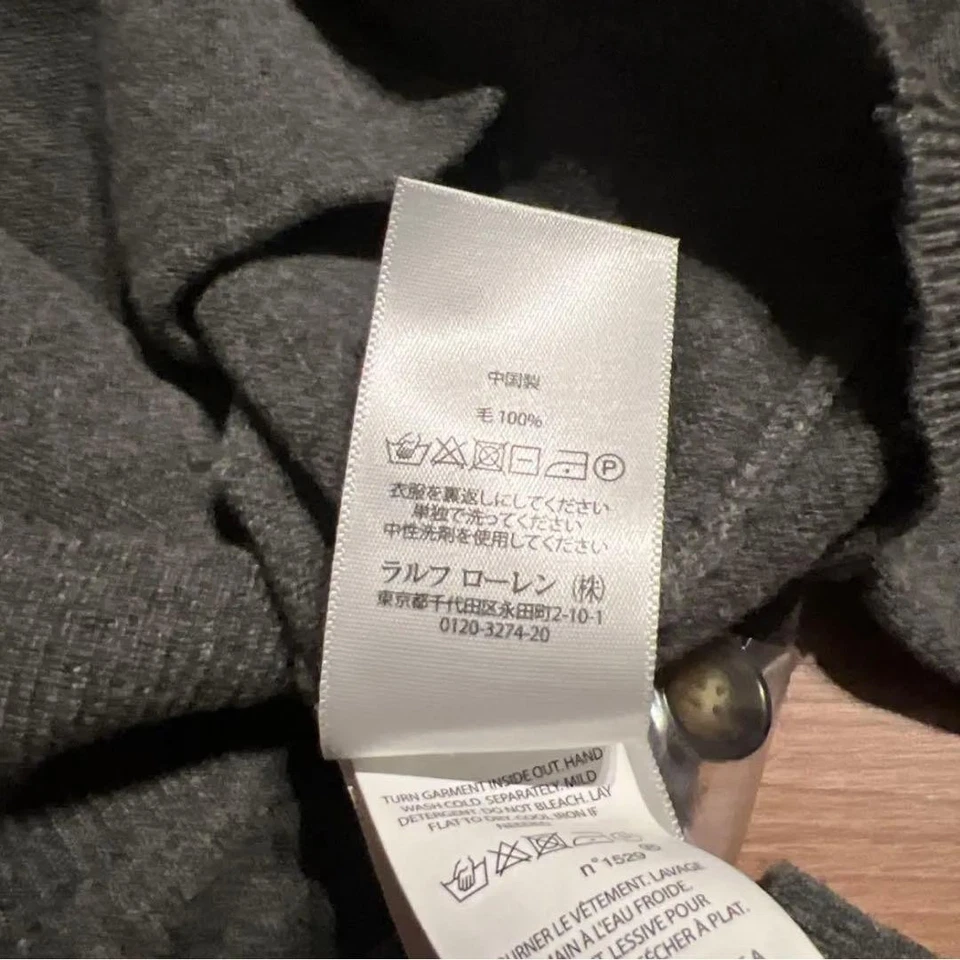 中国製
毛 100%
P
衣服を裏返しにしてください
単独で洗ってください
中性洗剤を使用してください
ラルフ ローレン (株)
東京都千代田区永田町2-10-1
0120-3274-20
TURN GARMENT INSIDE OUT. HAND
WASH COLD SEPARATELY. MILD
DETERGENT. DO NOT BLEACH. LAY
FLAT TO DRY. COOL IRON IF
NEEDED.
n°1529
LE VÊTEMENT. LAVAGE
À L'EAU FROIDE.
LESSIVE POUR
À PLAT.